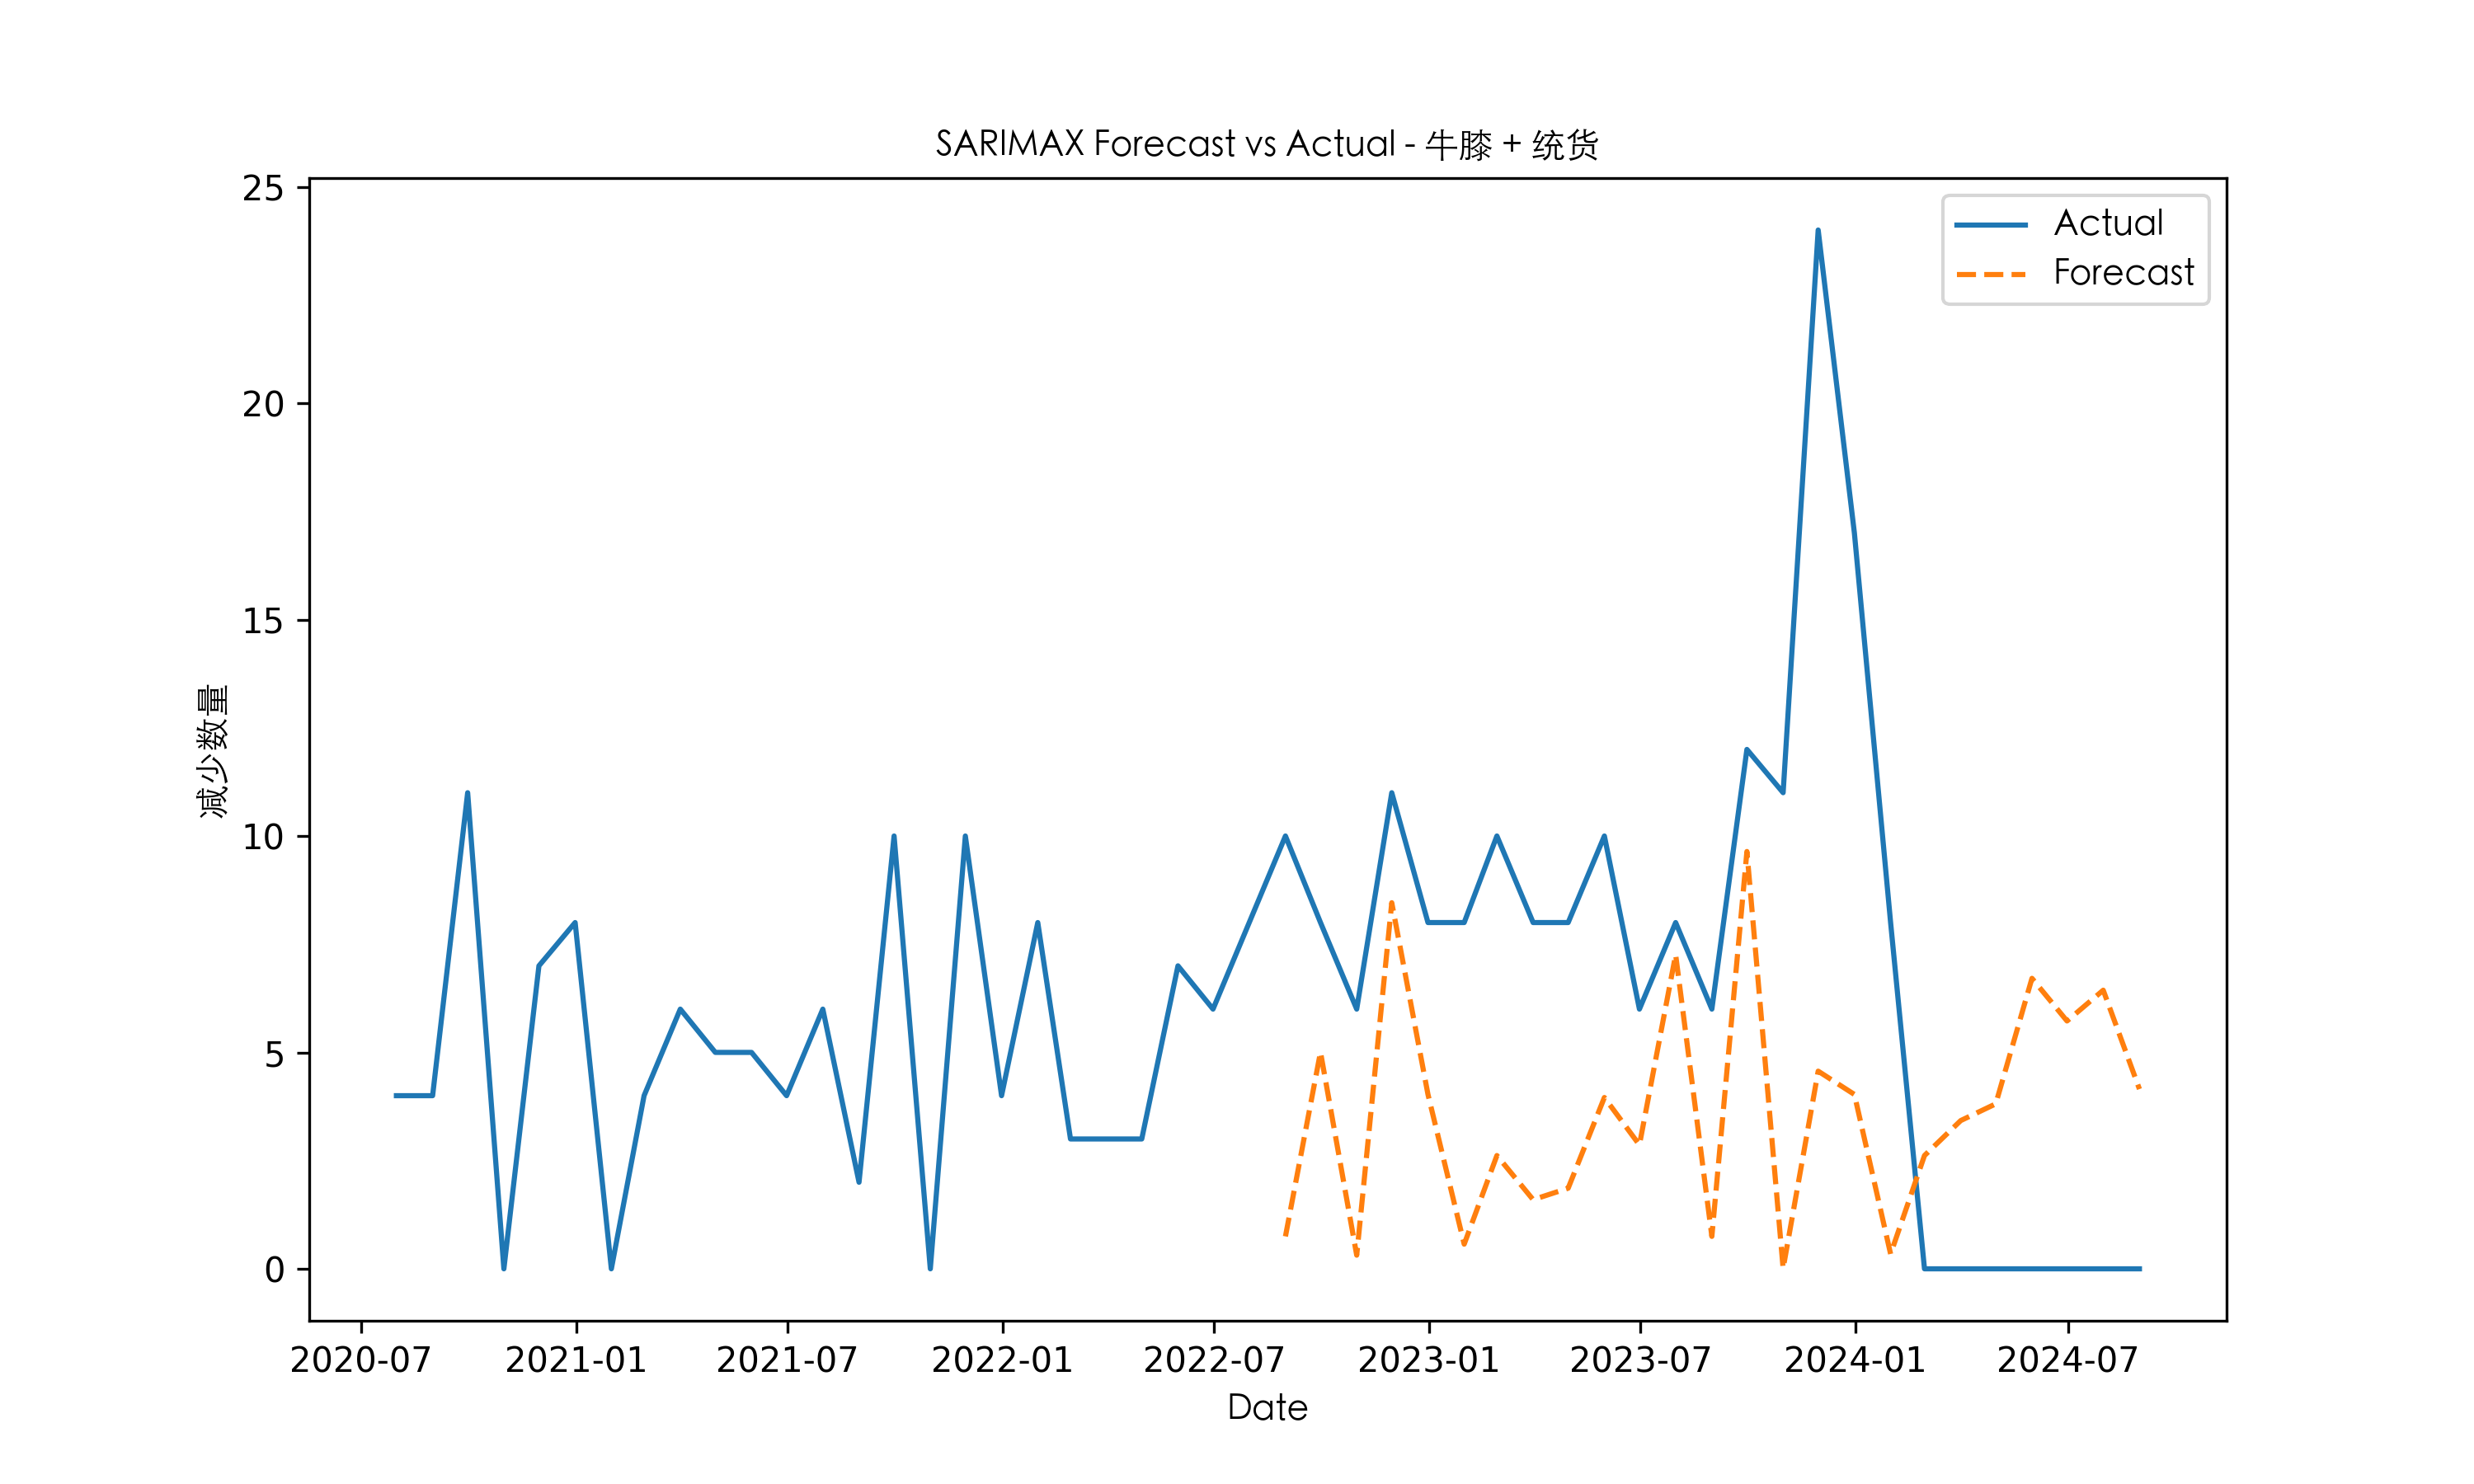 SARIMAX Forecast vs Actual - 牛膝 + 统货
Actual
Forecast
25
20
15
10
5
0
减少数量
2020-07 2021-01 2021-07 2022-01 2022-07 2023-01 2023-07 2024-01 2024-07
Date